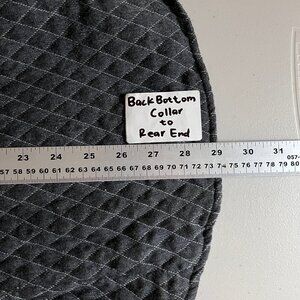 Back Bottom
Collar
to
Rear End
23 24 25 26 27 28 29 30 31
57 58 59 60 61 62 63 64 65 66 67 68 69 70 71 72 73 74 75 76 77 78 79 80